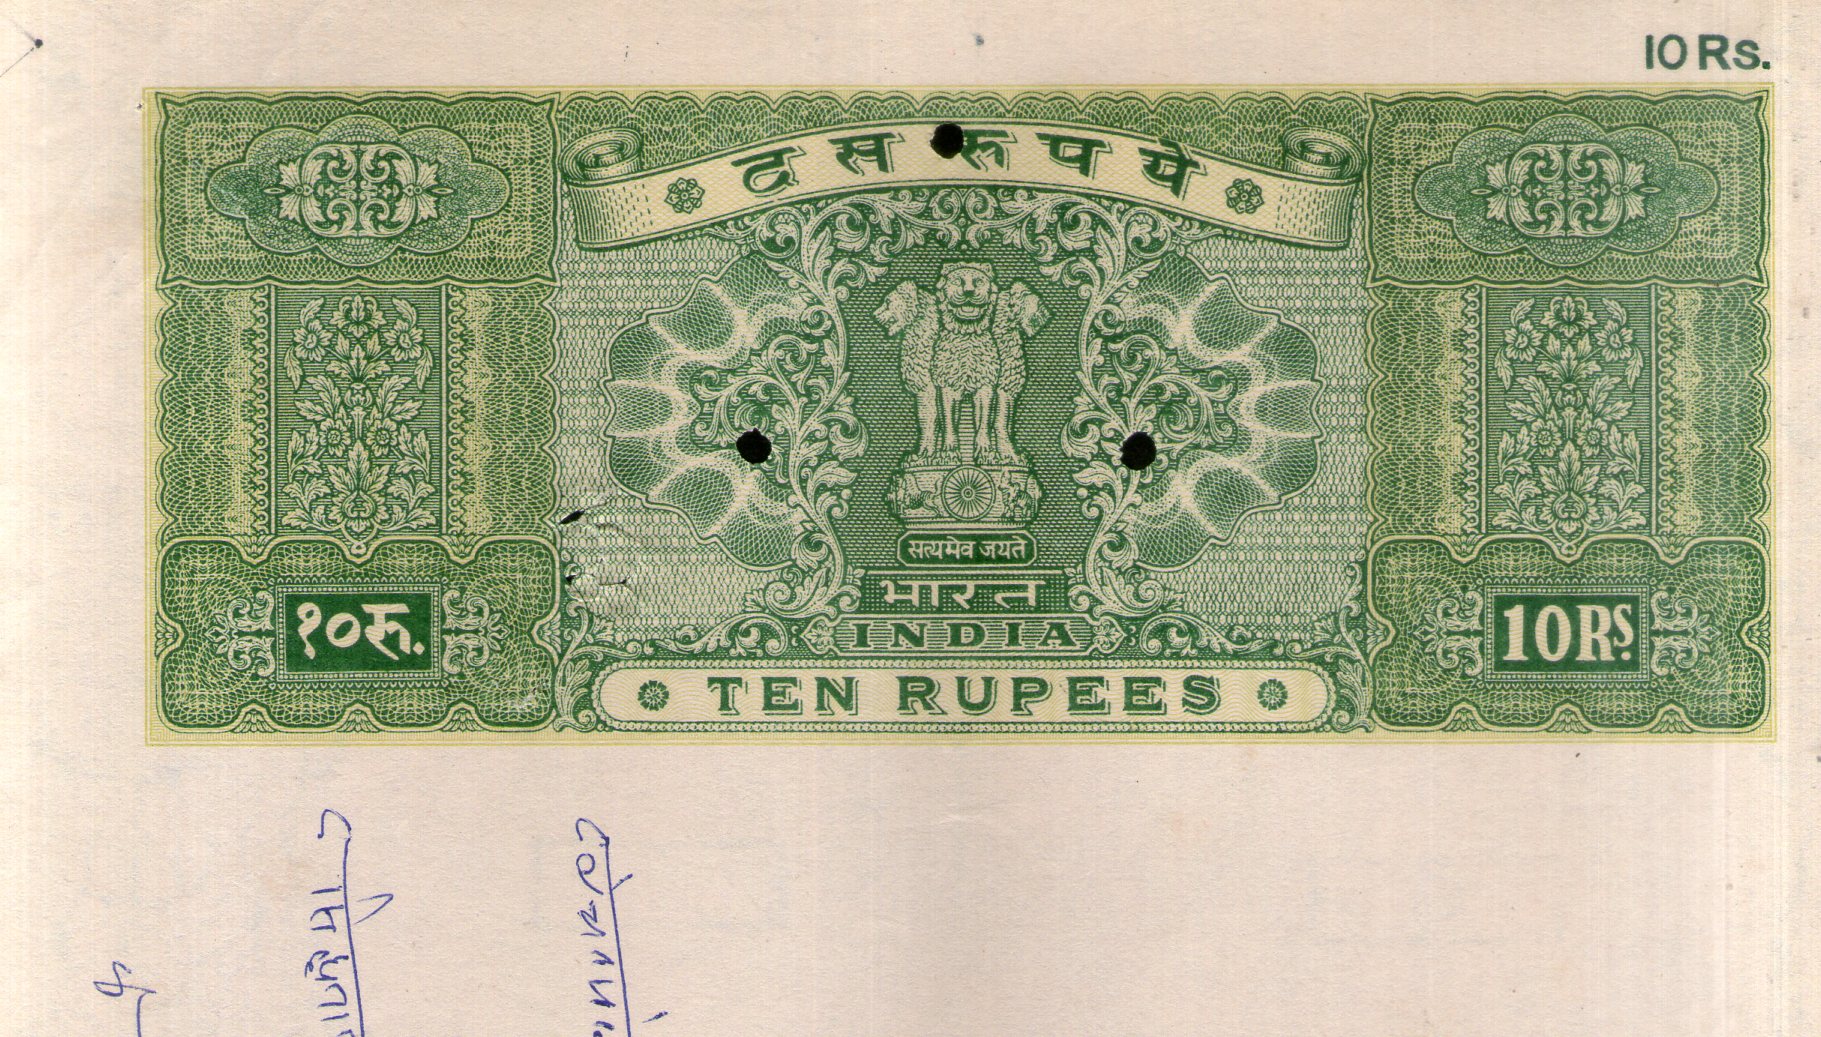 10 Rs.
दस रुपये
सत्यमेव जयते
भारत
INDIA
१०रु.
10 RS.
TEN RUPEES